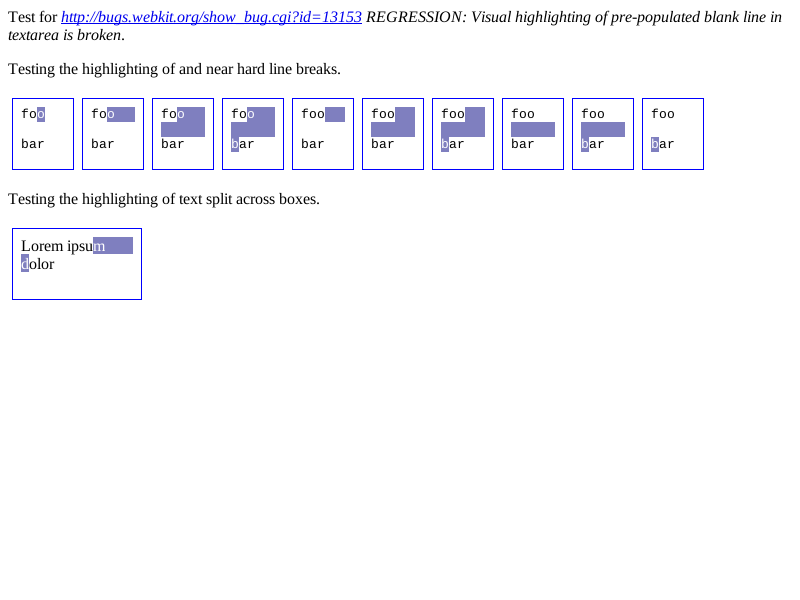 Test for http://bugs.webkit.org/show_bug.cgi?id=13153 REGRESSION: Visual highlighting of pre-populated blank line in
textarea is broken.
Testing the highlighting of and near hard line breaks.
foo foo foo foo foo foo foo foo foo foo
bar bar bar bar bar bar bar bar bar bar
Testing the highlighting of text split across boxes.
Lorem ipsum
dolor